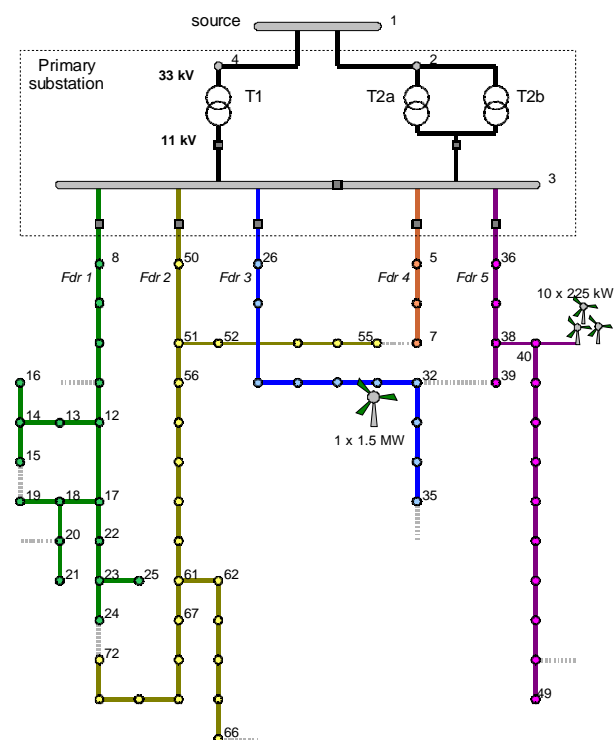 source
1
Primary
substation
33 kV
4
2
T1
T2a
T2b
11 kV
3
8
50
26
5
36
Fdr 1
Fdr 2
Fdr 3
Fdr 4
Fdr 5
10 x 225 kW
51
52
55
7
38
40
16
56
32
39
14
13
12
1 x 1.5 MW
15
19
18
17
35
20
22
21
23
25
61
62
24
67
72
49
66